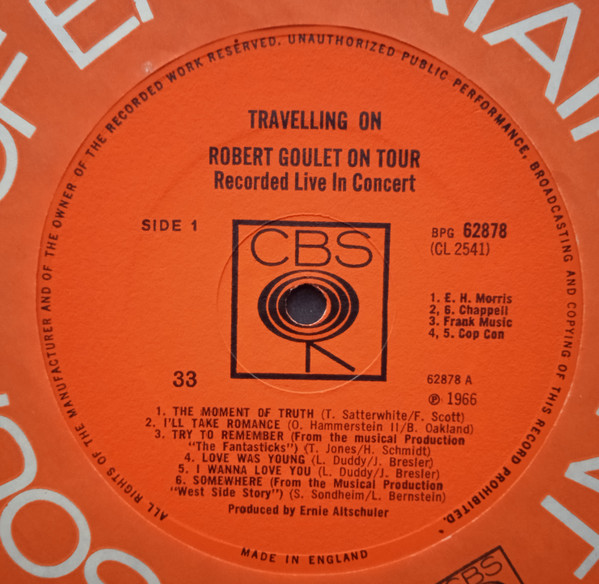 ALL RIGHTS OF THE MANUFACTURER AND OF THE OWNER OF THE RECORDED WORK RESERVED. UNAUTHORIZED PUBLIC PERFORMANCE, BROADCASTING AND COPYING OF THIS RECORD PROHIBITED.
TRAVELLING ON
ROBERT GOULET ON TOUR
Recorded Live In Concert
SIDE 1
BPG 62878
(CL 2541)
CBS
1. E. H. Morris
2, 6. Chappell
3. Frank Music
4, 5. Cop Con
33
62878 A
℗ 1966
1. THE MOMENT OF TRUTH (T. Satterwhite/F. Scott)
2. I'LL TAKE ROMANCE (O. Hammerstein II/B. Oakland)
3. TRY TO REMEMBER (From the musical Production
"The Fantasticks") (T. Jones/H. Schmidt)
4. LOVE WAS YOUNG (L. Duddy/J. Bresler)
5. I WANNA LOVE YOU (L. Duddy/J. Bresler)
6. SOMEWHERE (From the Musical Production
"West Side Story") (S. Sondheim/L. Bernstein)
Produced by Ernie Altschuler
MADE IN ENGLAND
CBS